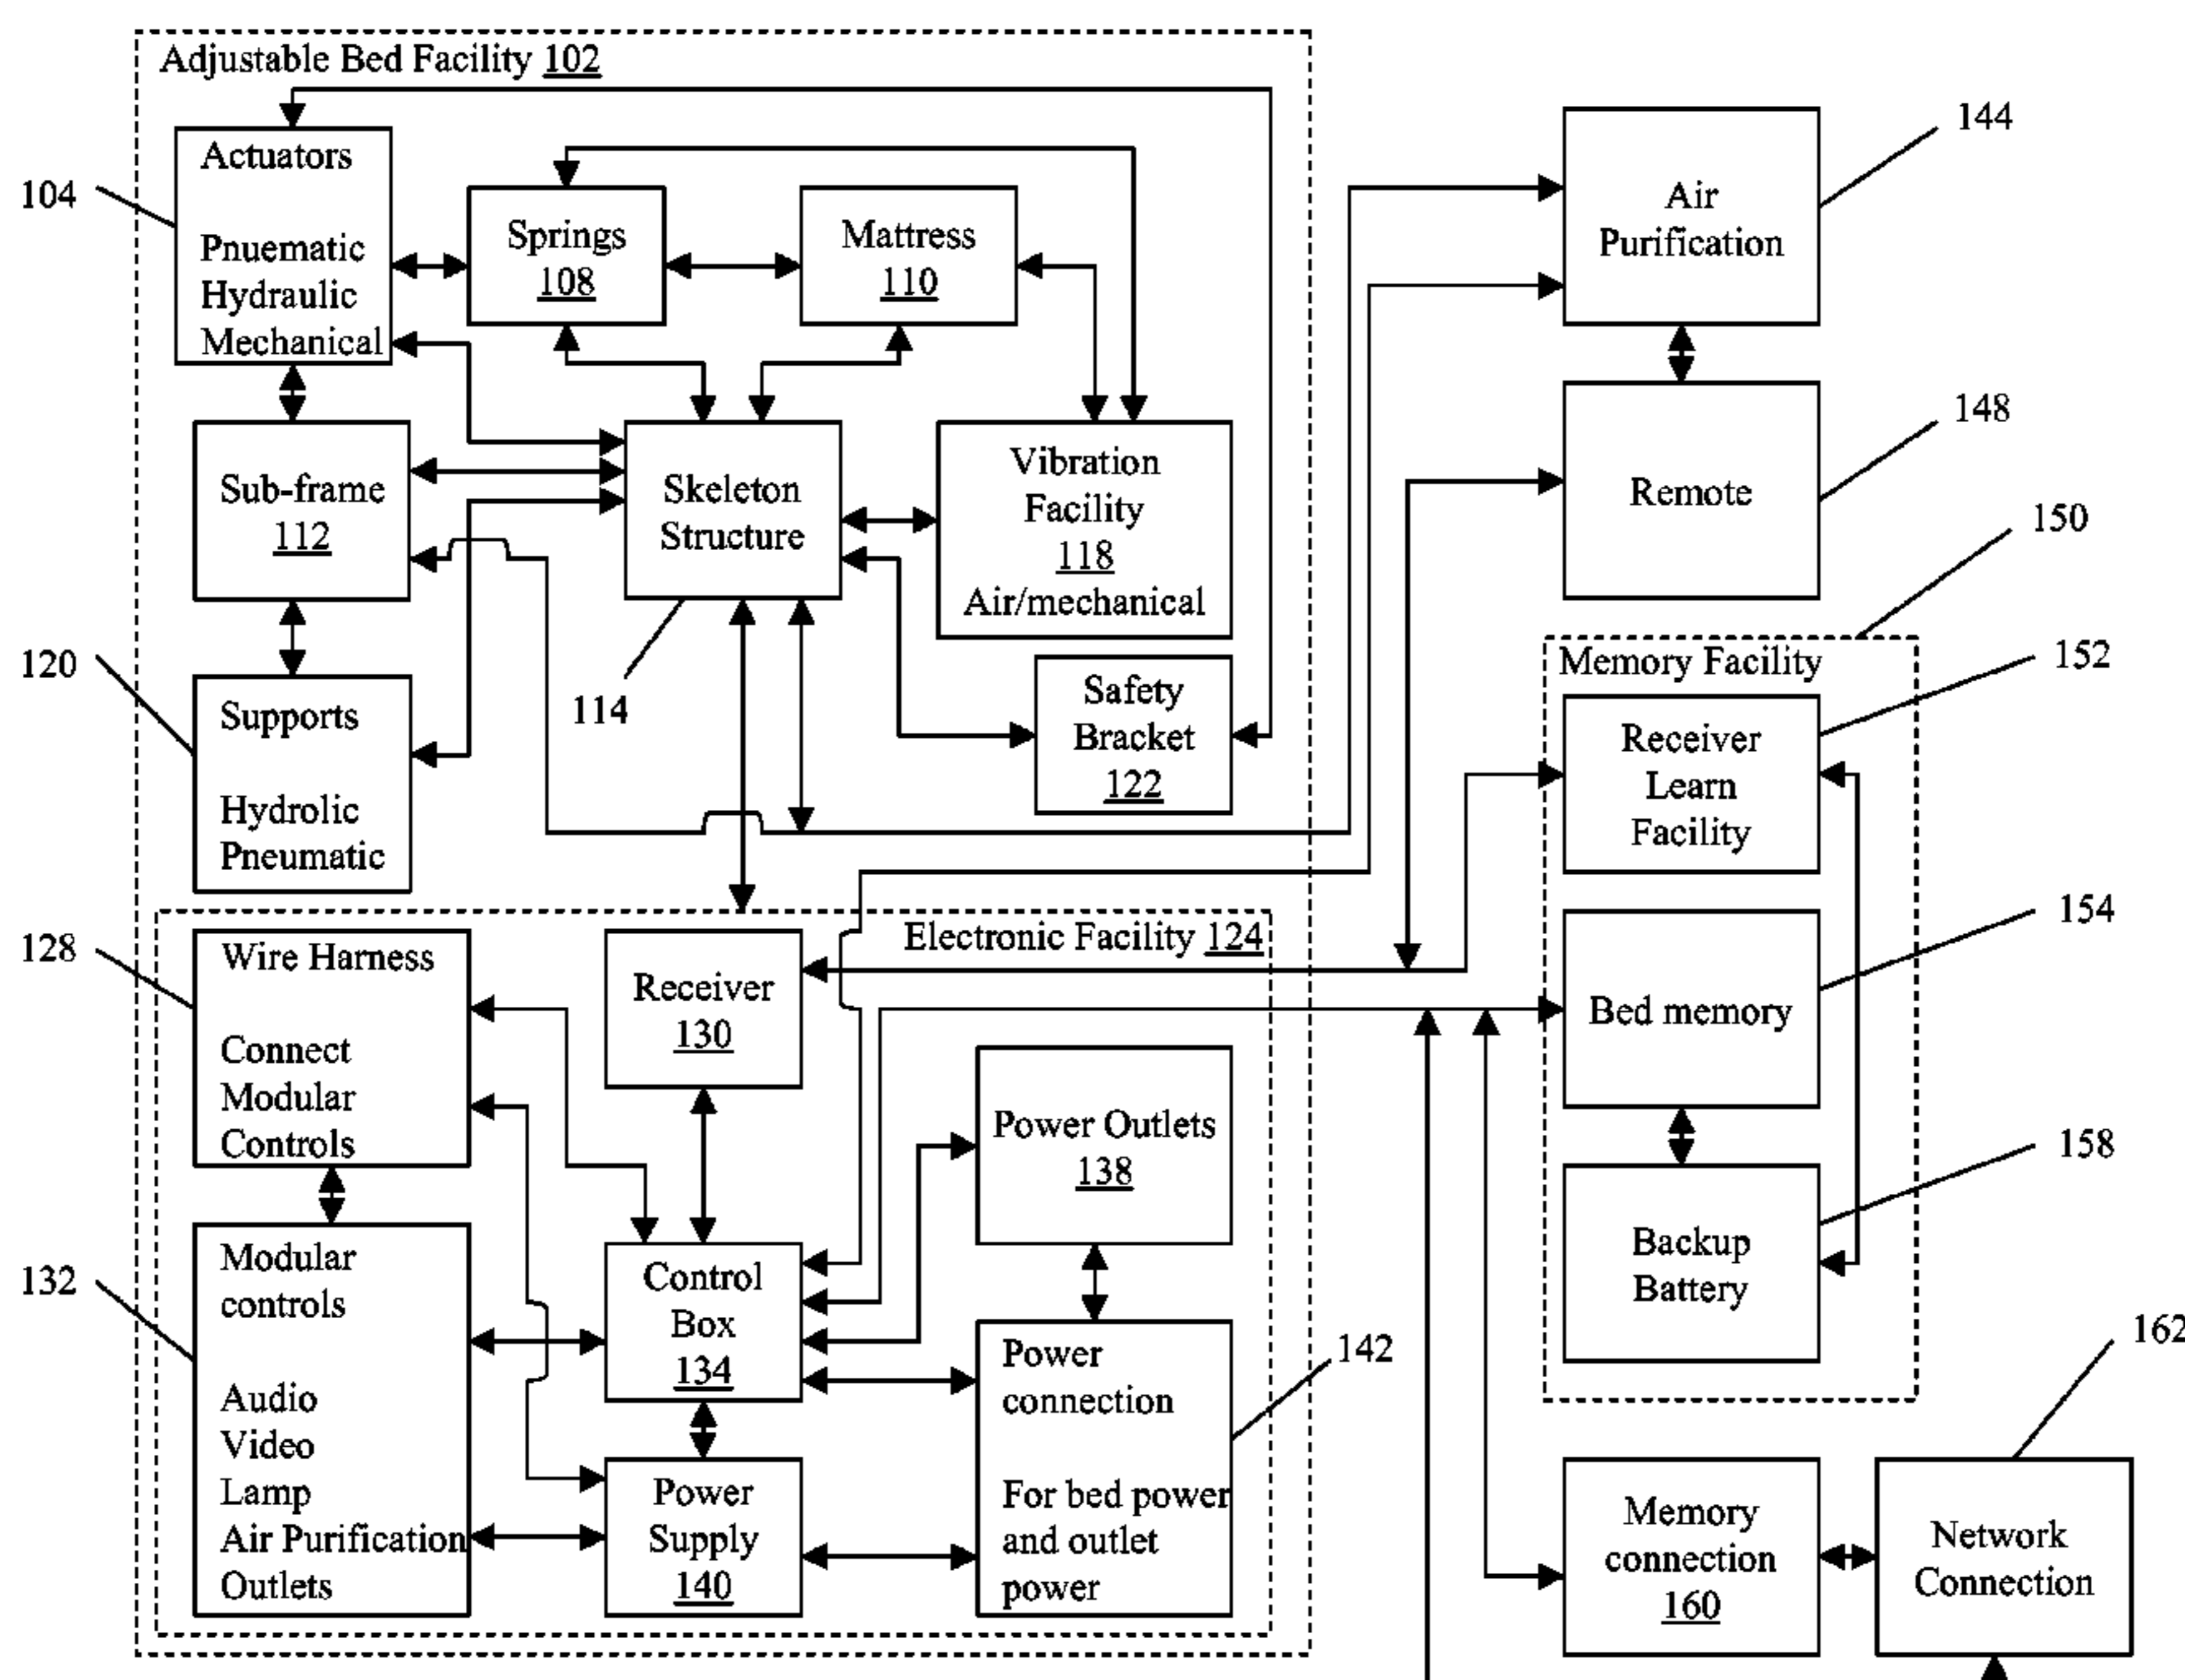 Adjustable Bed Facility 102
Actuators
Pnuematic
Hydraulic
Mechanical
104
Springs
108
Mattress
110
Air
Purification
144
Remote
148
Sub-frame
112
Skeleton
Structure
114
Vibration
Facility
118
Air/mechanical
Safety
Bracket
122
Supports
Hydrolic
Pneumatic
120
150
Memory Facility
Receiver
Learn
Facility
152
Bed memory
154
Backup
Battery
158
Electronic Facility 124
Wire Harness
Connect
Modular
Controls
128
Receiver
130
Power Outlets
138
Modular
controls
Audio
Video
Lamp
Air Purification
Outlets
132
Control
Box
134
Power
Supply
140
Power
connection
For bed power
and outlet
power
142
Memory
connection
160
Network
Connection
162